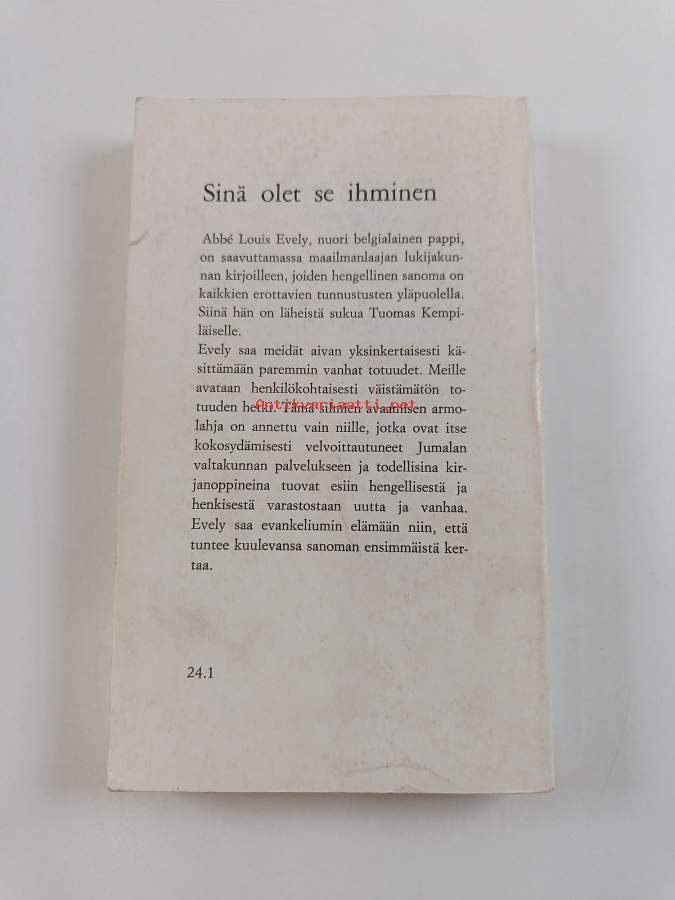 Sinä olet se ihminen
Abbé Louis Evely, nuori belgialainen pappi,
on saavuttamassa maailmanlaajan lukijakun-
nan kirjoilleen, joiden hengellinen sanoma on
kaikkien erottavien tunnustusten yläpuolella.
Siinä hän on läheistä sukua Tuomas Kempi-
läiselle.
Evely saa meidät aivan yksinkertaisesti kä-
sittämään paremmin vanhat totuudet. Meille
avataan henkilökohtaisesti väistämätön to-
tuuden hetki. Tämä silmien avaamisen armo-
Antikvariaatti.net
lahja on annettu vain niille, jotka ovat itse
kokosydämisesti velvoittautuneet Jumalan
valtakunnan palvelukseen ja todellisina kir-
janoppineina tuovat esiin hengellisestä ja
henkisestä varastostaan uutta ja vanhaa.
Evely saa evankeliumin elämään niin, että
tuntee kuulevansa sanoman ensimmäistä ker-
taa.
24.1